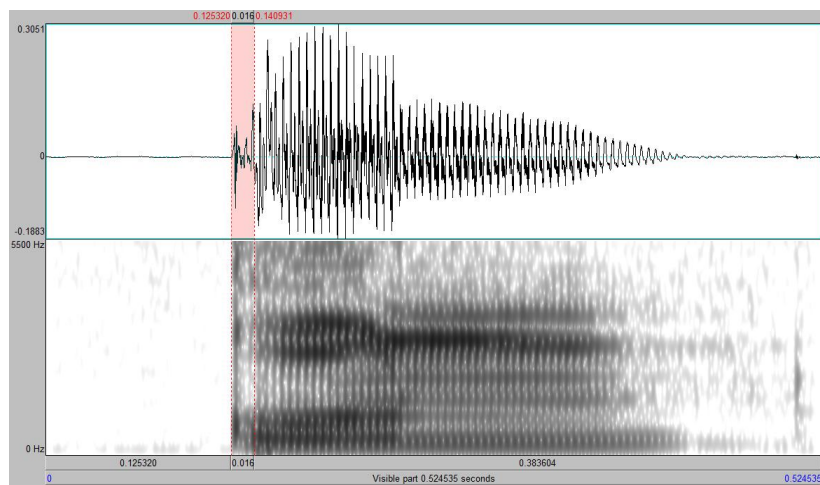 0.125320 0.016 0.140931
0.3051
0
-0.1883
5500 Hz
0 Hz
0.125320 0.016 0.383604
0 Visible part 0.524535 seconds 0.524535